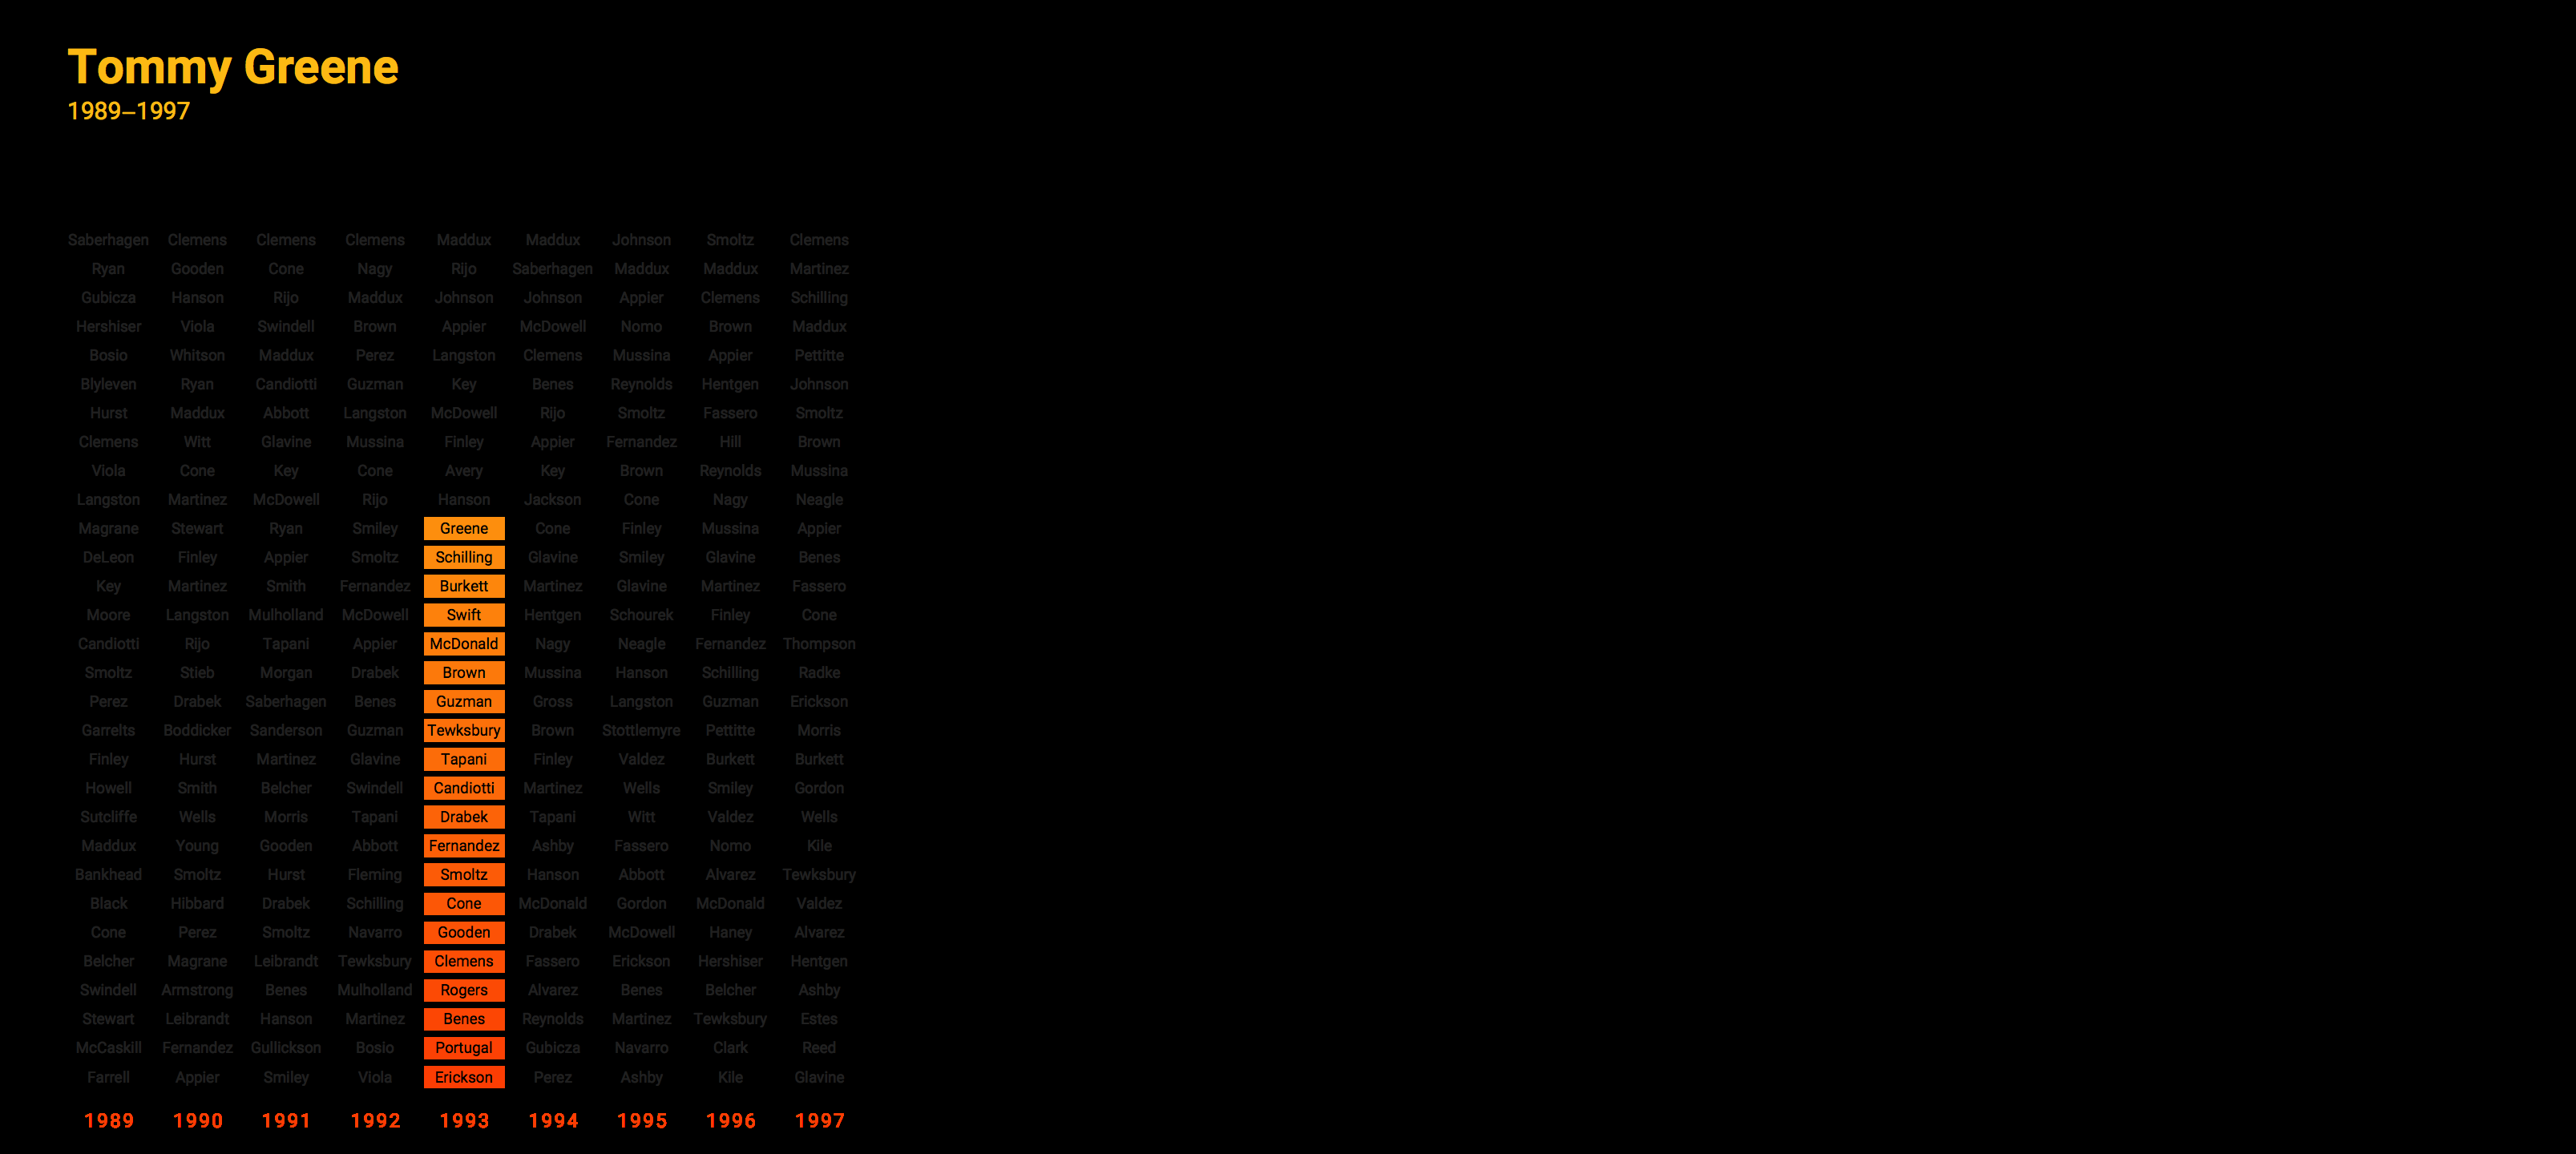 Tommy Greene
1989–1997
Saberhagen Clemens Clemens Clemens Maddux Maddux Johnson Smoltz Clemens
Ryan Gooden Cone Nagy Rijo Saberhagen Maddux Maddux Martinez
Gubicza Hanson Rijo Maddux Johnson Johnson Appier Clemens Schilling
Hershiser Viola Swindell Brown Appier McDowell Nomo Brown Maddux
Bosio Whitson Maddux Perez Langston Clemens Mussina Appier Pettitte
Blyleven Ryan Candiotti Guzman Key Benes Reynolds Hentgen Johnson
Hurst Maddux Abbott Langston McDowell Rijo Smoltz Fassero Smoltz
Clemens Witt Glavine Mussina Finley Appier Fernandez Hill Brown
Viola Cone Key Cone Avery Key Brown Reynolds Mussina
Langston Martinez McDowell Rijo Hanson Jackson Cone Nagy Neagle
Magrane Stewart Ryan Smiley Greene Cone Finley Mussina Appier
DeLeon Finley Appier Smoltz Schilling Glavine Smiley Glavine Benes
Key Martinez Smith Fernandez Burkett Martinez Glavine Martinez Fassero
Moore Langston Mulholland McDowell Swift Hentgen Schourek Finley Cone
Candiotti Rijo Tapani Appier McDonald Nagy Neagle Fernandez Thompson
Smoltz Stieb Morgan Drabek Brown Mussina Hanson Schilling Radke
Perez Drabek Saberhagen Benes Guzman Gross Langston Guzman Erickson
Garrelts Boddicker Sanderson Guzman Tewksbury Brown Stottlemyre Pettitte Morris
Finley Hurst Martinez Glavine Tapani Finley Valdez Burkett Burkett
Howell Smith Belcher Swindell Candiotti Martinez Wells Smiley Gordon
Sutcliffe Wells Morris Tapani Drabek Tapani Witt Valdez Wells
Maddux Young Gooden Abbott Fernandez Ashby Fassero Nomo Kile
Bankhead Smoltz Hurst Fleming Smoltz Hanson Abbott Alvarez Tewksbury
Black Hibbard Drabek Schilling Cone McDonald Gordon McDonald Valdez
Cone Perez Smoltz Navarro Gooden Drabek McDowell Haney Alvarez
Belcher Magrane Leibrandt Tewksbury Clemens Fassero Erickson Hershiser Hentgen
Swindell Armstrong Benes Mulholland Rogers Alvarez Benes Belcher Ashby
Stewart Leibrandt Hanson Martinez Benes Reynolds Martinez Tewksbury Estes
McCaskill Fernandez Gullickson Bosio Portugal Gubicza Navarro Clark Reed
Farrell Appier Smiley Viola Erickson Perez Ashby Kile Glavine
1989 1990 1991 1992 1993 1994 1995 1996 1997